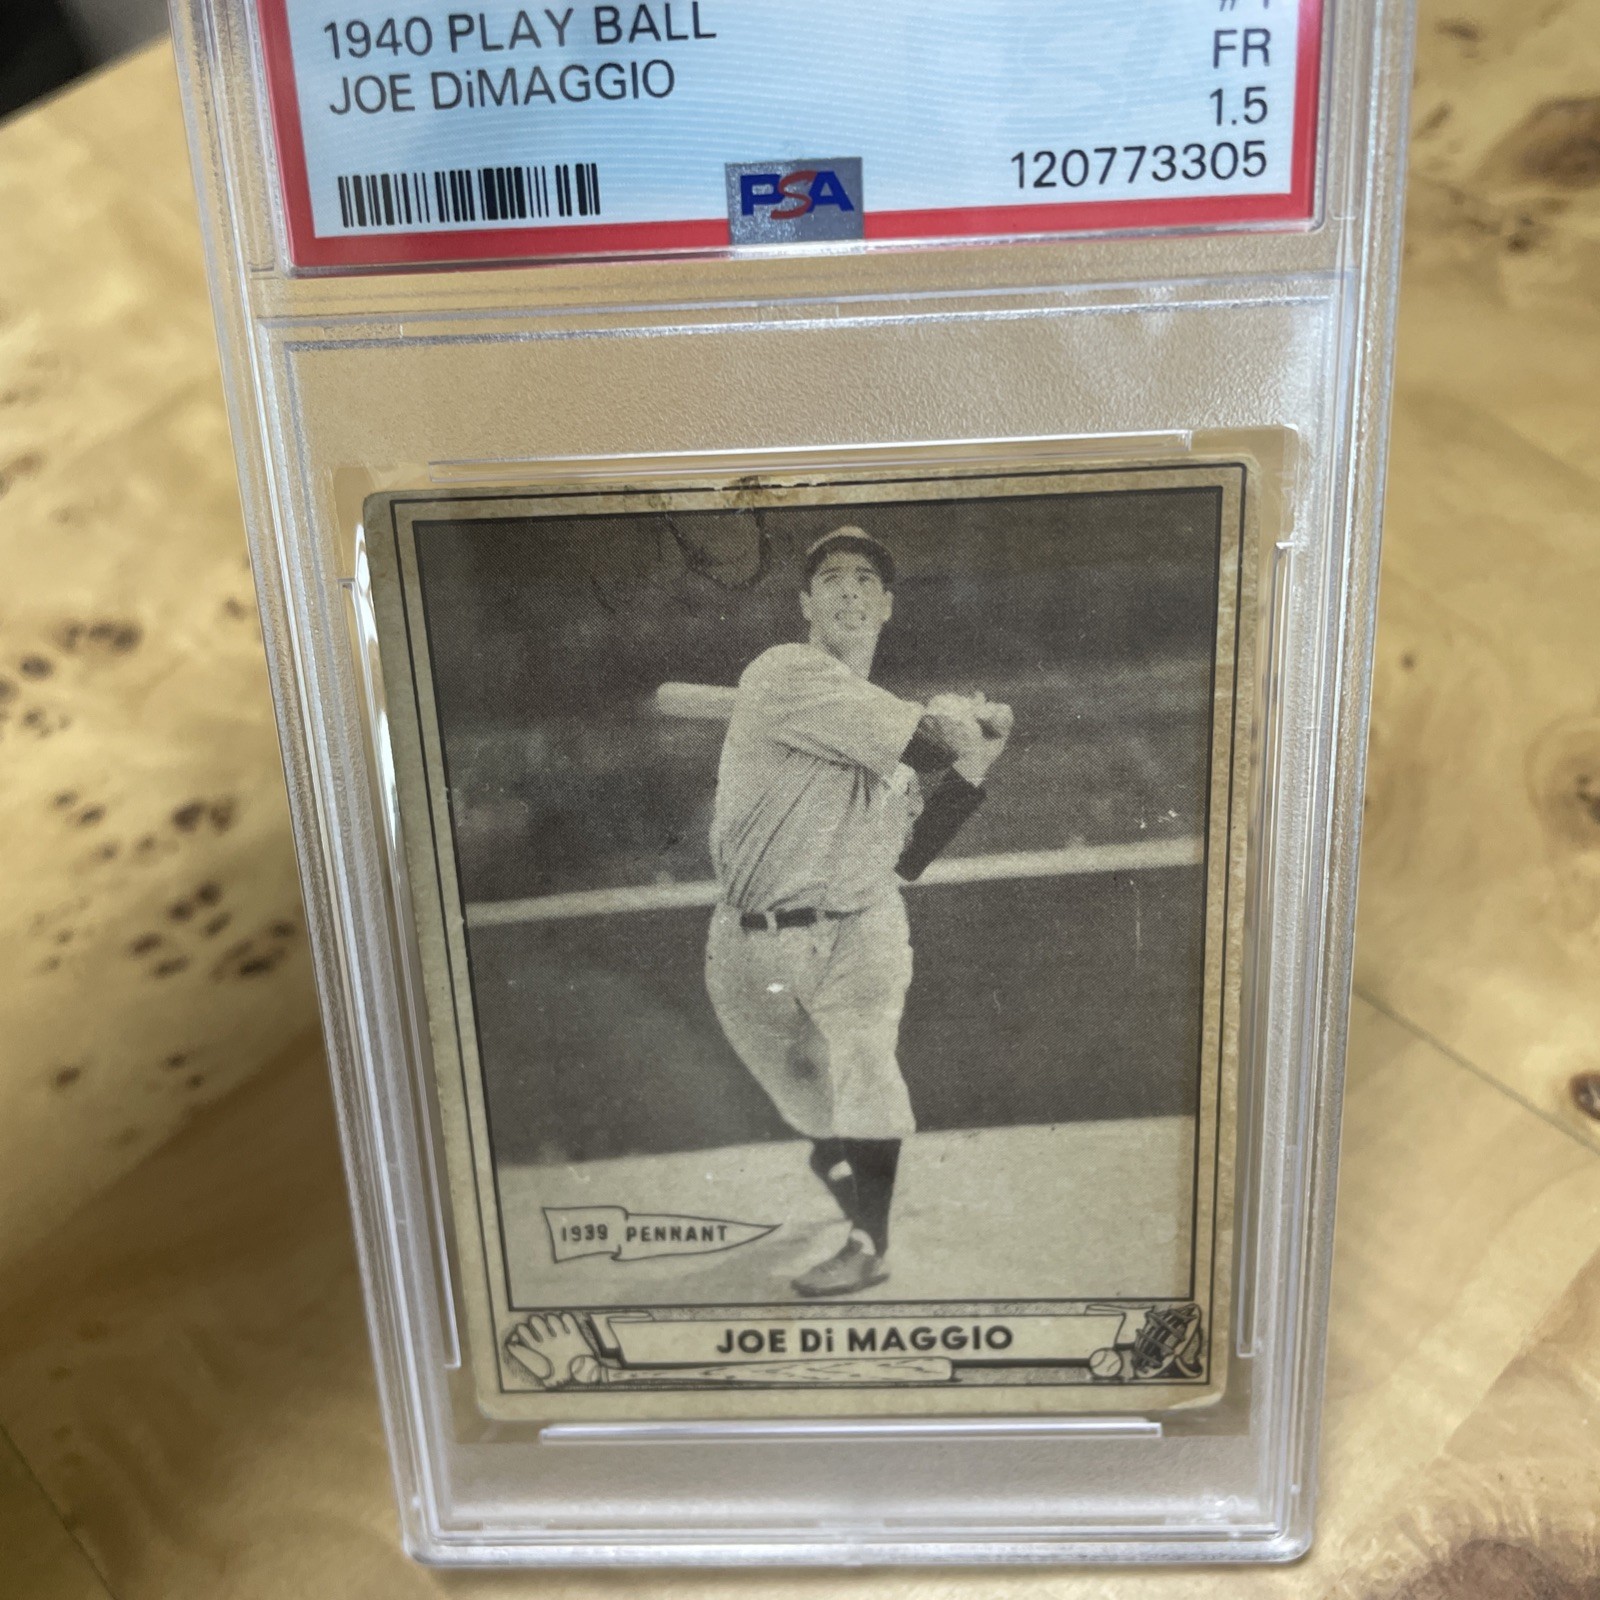 1940 PLAY BALL
JOE DiMAGGIO
FR
1.5
120773305
PSA
1939 PENNANT
JOE Di MAGGIO